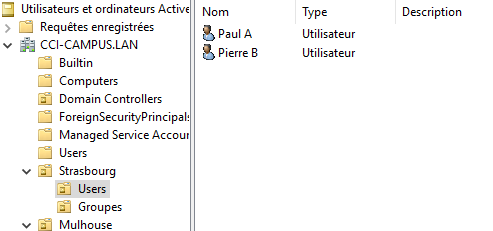 Utilisateurs et ordinateurs Active
Requêtes enregistrées
CCI-CAMPUS.LAN
Builtin
Computers
Domain Controllers
ForeignSecurityPrincipals
Managed Service Accour
Users
Strasbourg
Users
Groupes
Mulhouse
Nom Type Description
Paul A Utilisateur
Pierre B Utilisateur